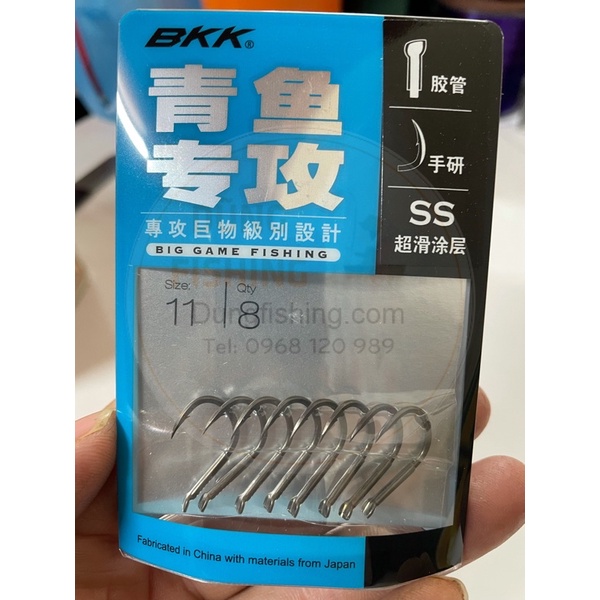 BKK®
青鱼
专攻
專攻巨物級別設計
BIG GAME FISHING
胶管
手研
SS
超滑涂层
Size: Qty
11 8
Dungfishing.com
Tel: 0968 120 989
Fabricated in China with materials from Japan